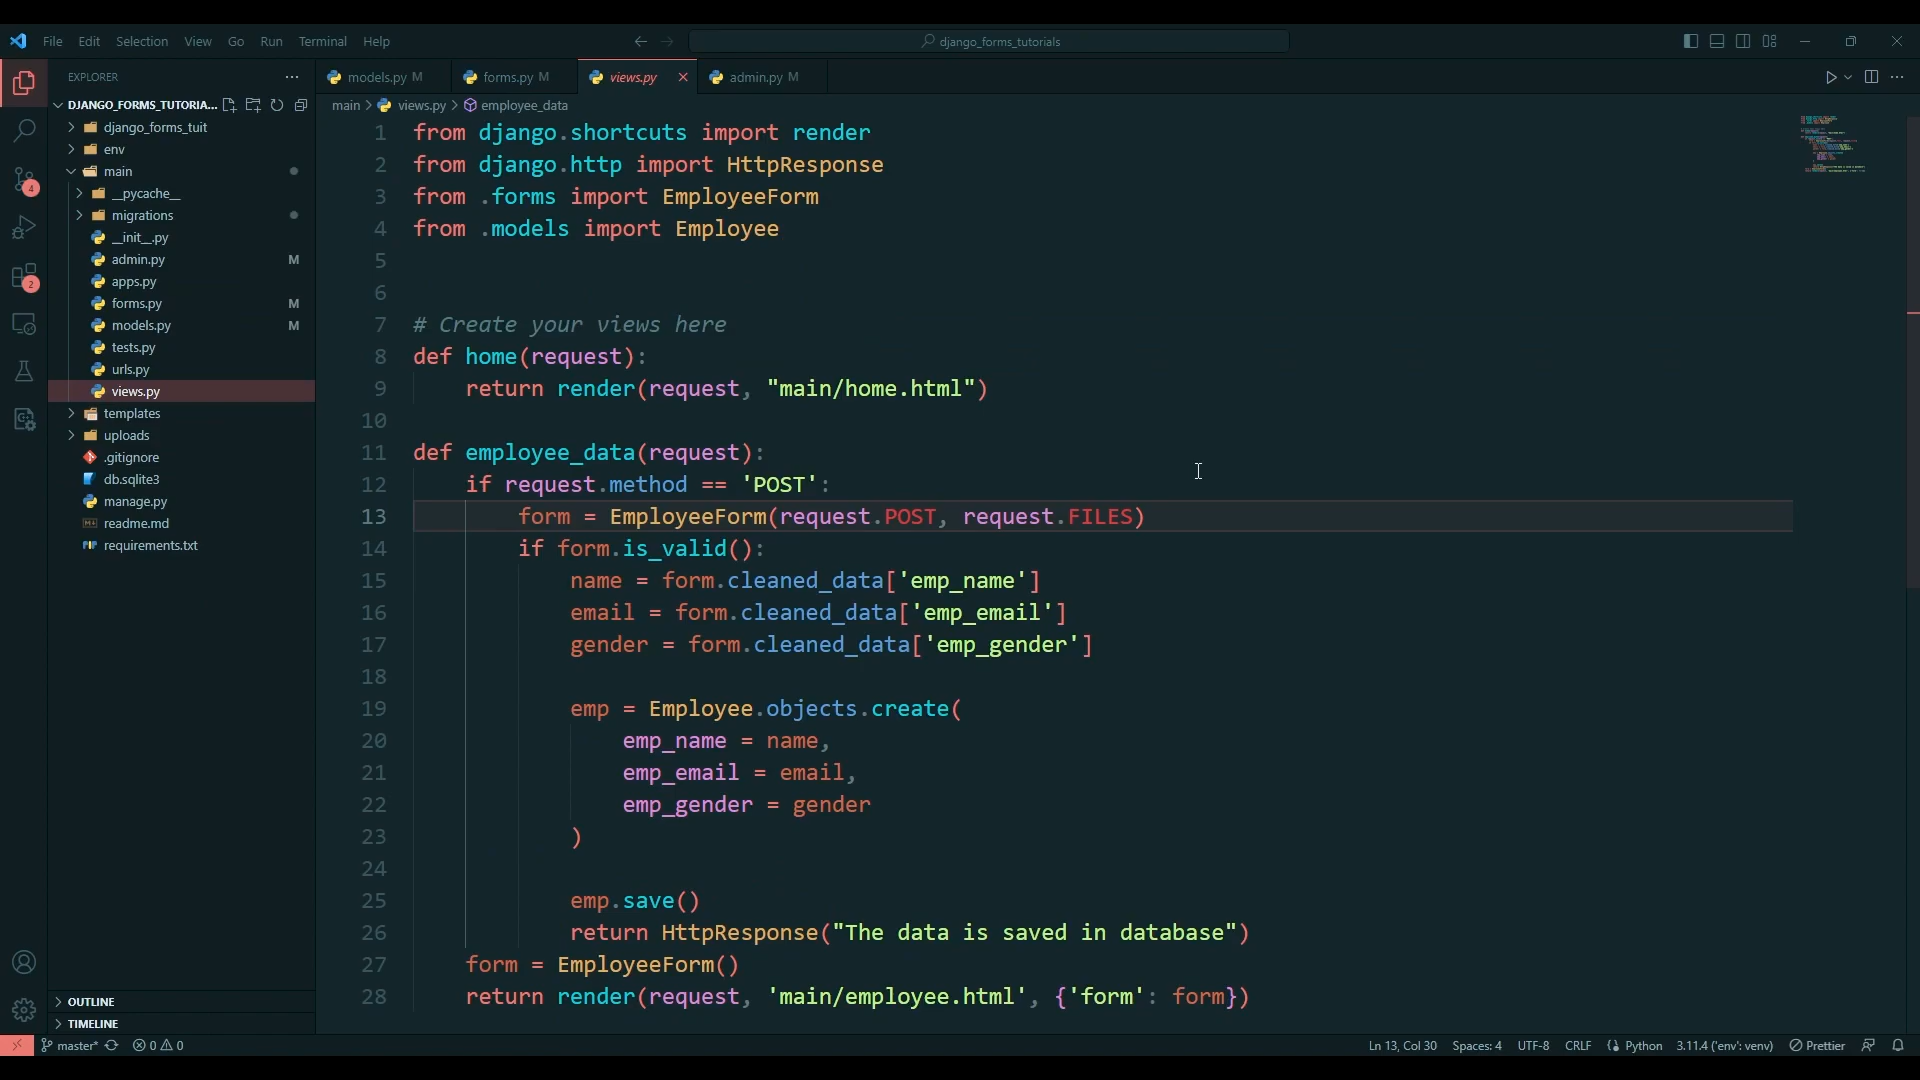 File Edit Selection View Go Run Terminal Help
django_forms_tutorials
EXPLORER
models.py M
forms.py M
views.py
admin.py M
DJANGO_FORMS_TUTORIA...
main > views.py > employee_data
django_forms_tuit
env
main
__pycache__
migrations
__init__.py
admin.py M
apps.py
forms.py M
models.py M
tests.py
urls.py
views.py
templates
uploads
.gitignore
db.sqlite3
manage.py
readme.md
requirements.txt
OUTLINE
TIMELINE
4
2
1 from django.shortcuts import render
2 from django.http import HttpResponse
3 from .forms import EmployeeForm
4 from .models import Employee
5
6
7 # Create your views here
8 def home(request):
9 return render(request, "main/home.html")
10
11 def employee_data(request):
12 if request.method == 'POST':
13 form = EmployeeForm(request.POST, request.FILES)
14 if form.is_valid():
15 name = form.cleaned_data['emp_name']
16 email = form.cleaned_data['emp_email']
17 gender = form.cleaned_data['emp_gender']
18
19 emp = Employee.objects.create(
20 emp_name = name,
21 emp_email = email,
22 emp_gender = gender
23 )
24
25 emp.save()
26 return HttpResponse("The data is saved in database")
27 form = EmployeeForm()
28 return render(request, 'main/employee.html', {'form': form})
master* 0 0
Ln 13, Col 30 Spaces: 4 UTF-8 CRLF Python 3.11.4 ('env': venv) Prettier